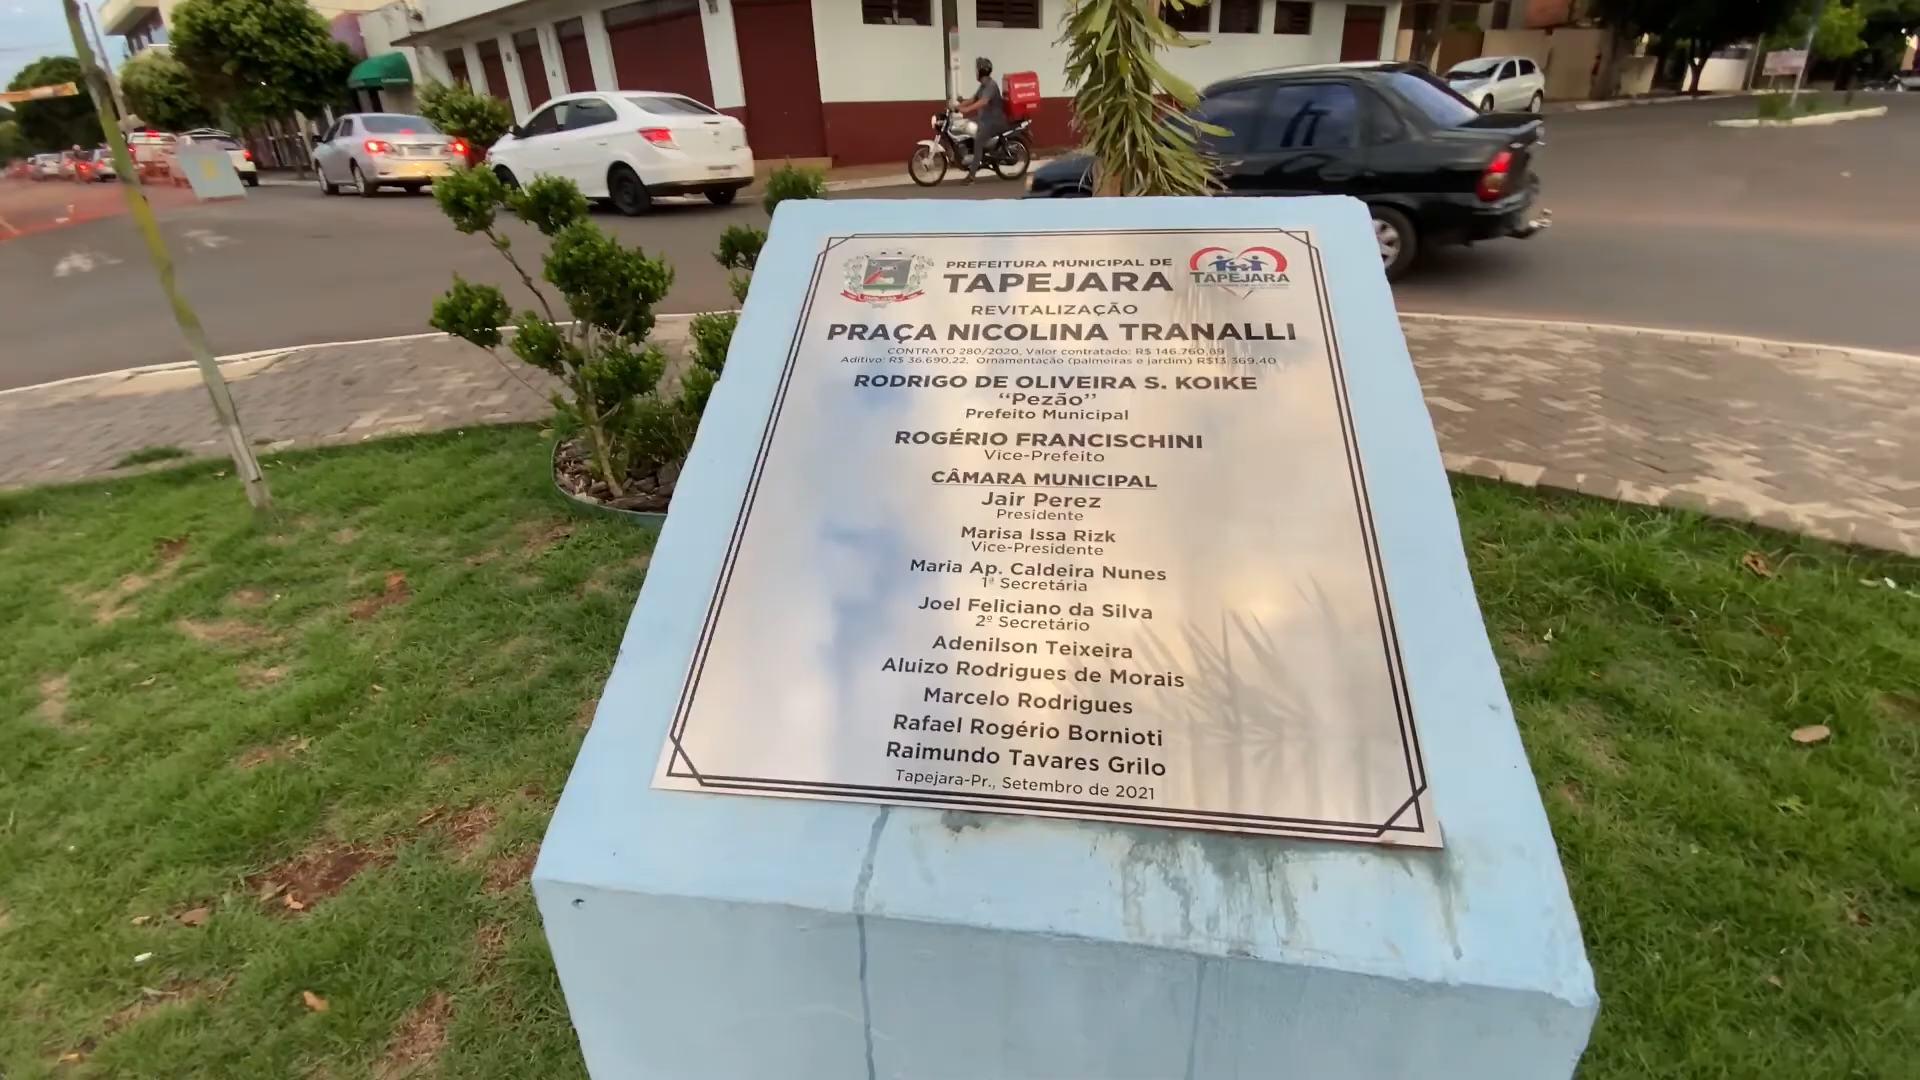 PREFEITURA MUNICIPAL DE
TAPEJARA
TAPEJARA
REVITALIZAÇÃO
PRAÇA NICOLINA TRANALLI
CONTRATO 280/2020, Valor contratado: R$ 146.760,89
Aditivo: R$ 36.690,22, Ornamentação (palmeiras e jardim) R$13.369,40
RODRIGO DE OLIVEIRA S. KOIKE
“Pezão”
Prefeito Municipal
ROGÉRIO FRANCISCHINI
Vice-Prefeito
CÂMARA MUNICIPAL
Jair Perez
Presidente
Marisa Issa Rizk
Vice-Presidente
Maria Ap. Caldeira Nunes
1ª Secretária
Joel Feliciano da Silva
2º Secretário
Adenilson Teixeira
Aluizo Rodrigues de Morais
Marcelo Rodrigues
Rafael Rogério Bornioti
Raimundo Tavares Grilo
Tapejara-Pr., Setembro de 2021